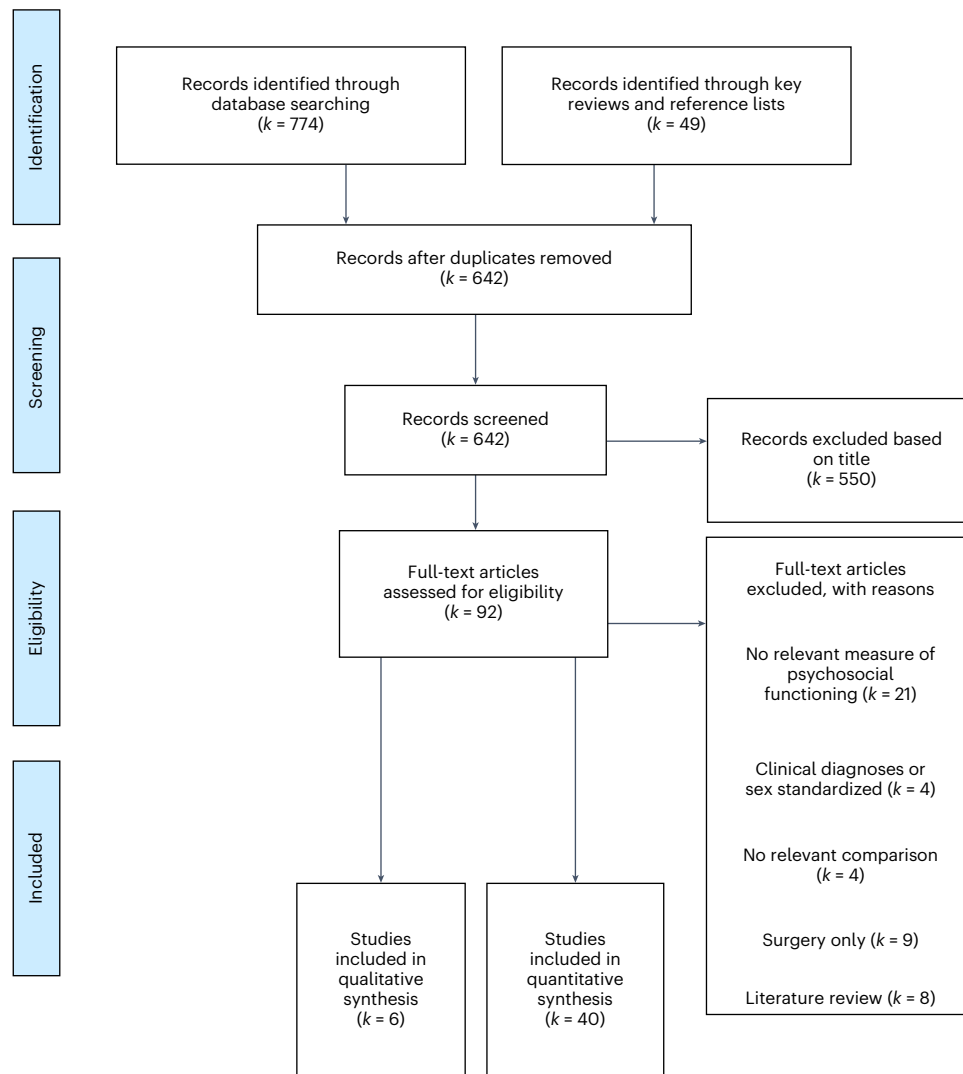 Identification
Records identified through
database searching
(k = 774)
Records identified through key
reviews and reference lists
(k = 49)
Records after duplicates removed
(k = 642)
Screening
Records screened
(k = 642)
Records excluded based
on title
(k = 550)
Eligibility
Full-text articles
assessed for eligibility
(k = 92)
Full-text articles
excluded, with reasons
No relevant measure of
psychosocial
functioning (k = 21)
Clinical diagnoses or
sex standardized (k = 4)
No relevant comparison
(k = 4)
Surgery only (k = 9)
Literature review (k = 8)
Included
Studies
included in
qualitative
synthesis
(k = 6)
Studies
included in
quantitative
synthesis
(k = 40)